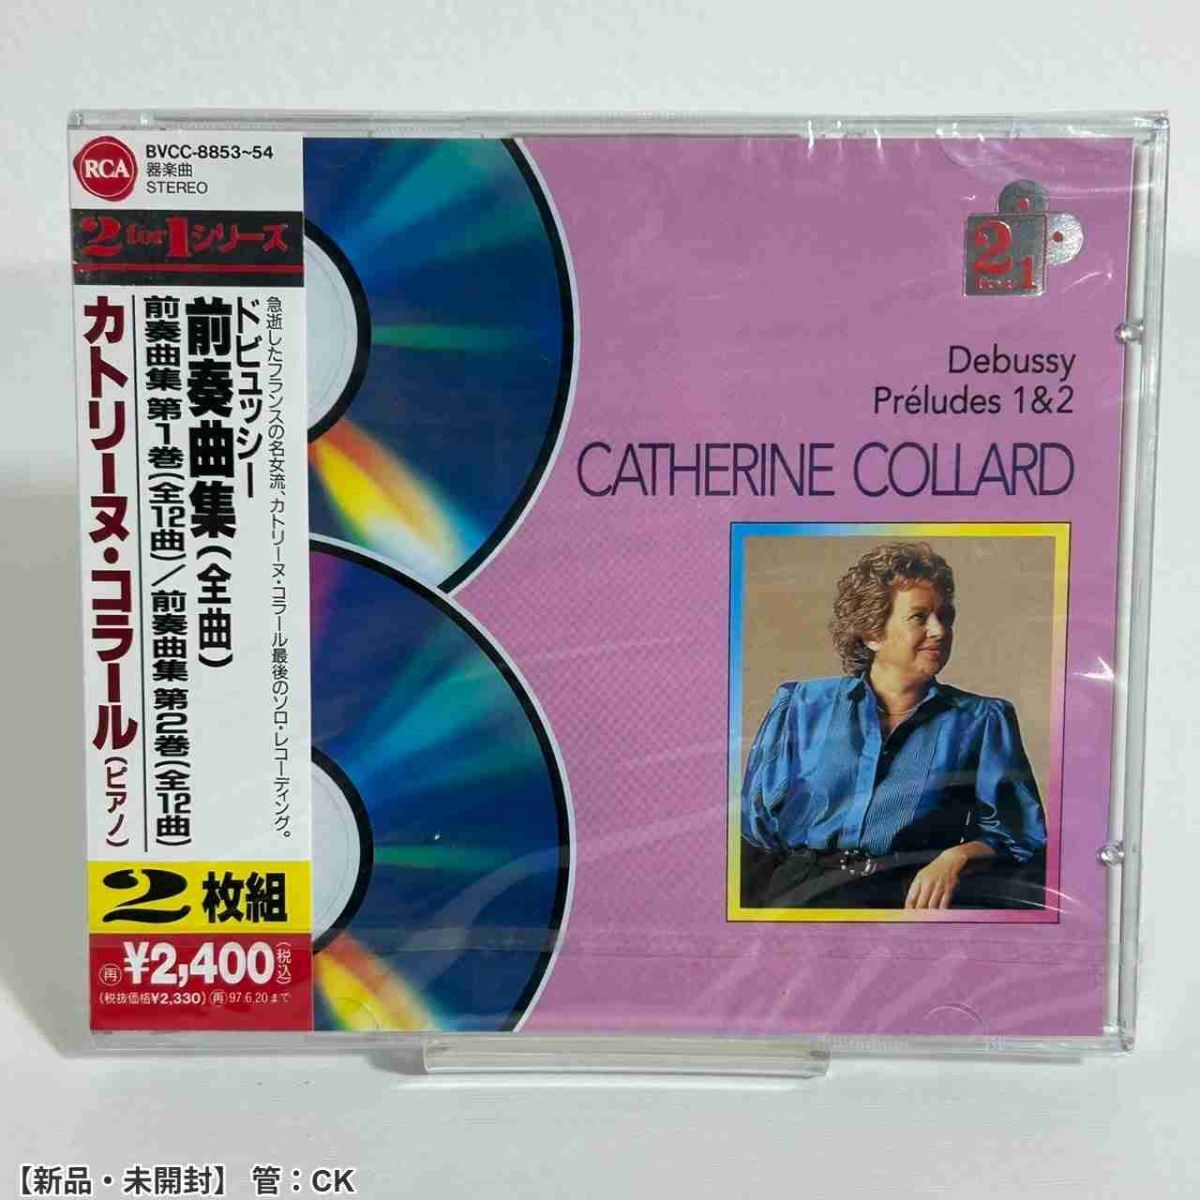 RCA
BVCC-8853~54
器楽曲
STEREO
2 for 1 シリーズ
急逝したフランスの名女流、カトリーヌ・コラール最後のソロ・レコーディング。
ドビュッシー
前奏曲集(全曲)
前奏曲集 第1巻(全12曲)/前奏曲集 第2巻(全12曲)
カトリーヌ・コラール(ピアノ)
2枚組
再 ¥2,400(税込)
(税抜価格¥2,330) 再 97.6.20まで
2
for 1
Debussy
Préludes 1&2
CATHERINE COLLARD
【新品・未開封】 管:CK